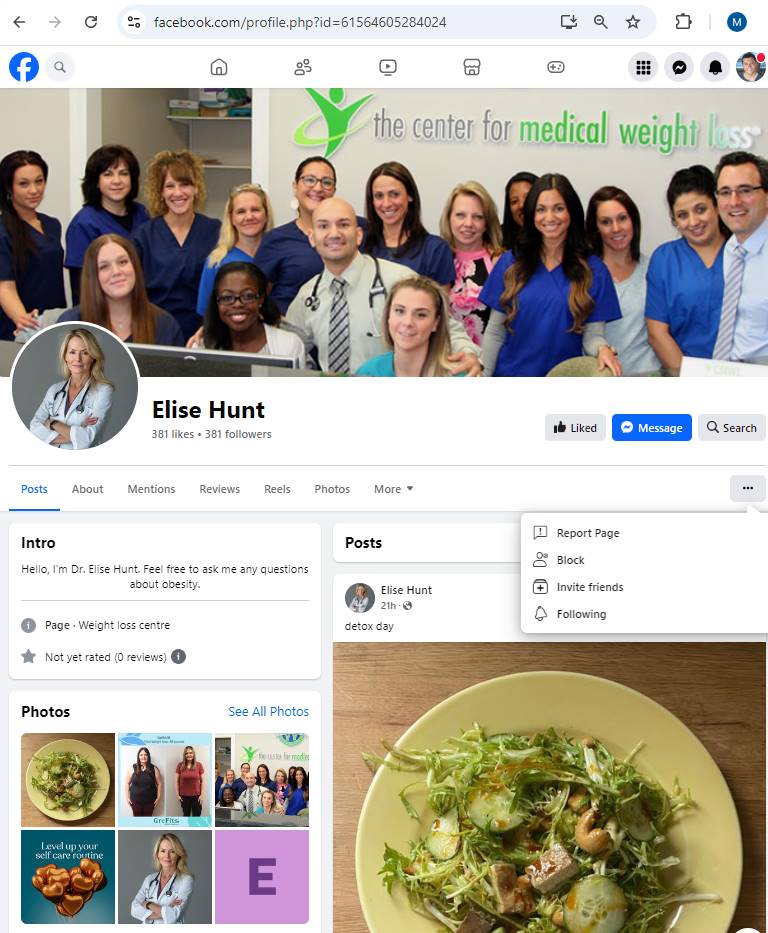 facebook.com/profile.php?id=61564605284024
M
the center for medical weight loss
Elise Hunt
381 likes • 381 followers
Liked
Message
Search
Posts
About
Mentions
Reviews
Reels
Photos
More
Report Page
Block
Invite friends
Following
Intro
Hello, I'm Dr. Elise Hunt. Feel free to ask me any questions
about obesity.
Page · Weight loss centre
Not yet rated (0 reviews)
Posts
Elise Hunt
21h ·
detox day
Photos
See All Photos
Level up your
self care routine
E